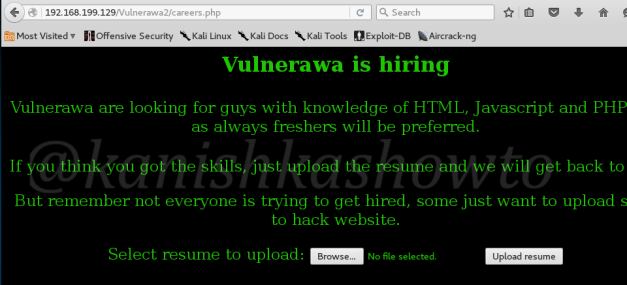 192.168.199.129/Vulnerawa2/careers.php
Search
Most Visited
Offensive Security
Kali Linux
Kali Docs
Kali Tools
Exploit-DB
Aircrack-ng
Vulnerawa is hiring
Vulnerawa are looking for guys with knowledge of HTML, Javascript and PHP
as always freshers will be preferred.
@kanishkashowto
If you think you got the skills, just upload the resume and we will get back to
But remember not everyone is trying to get hired, some just want to upload s
to hack website.
Select resume to upload: Browse... No file selected. Upload resume